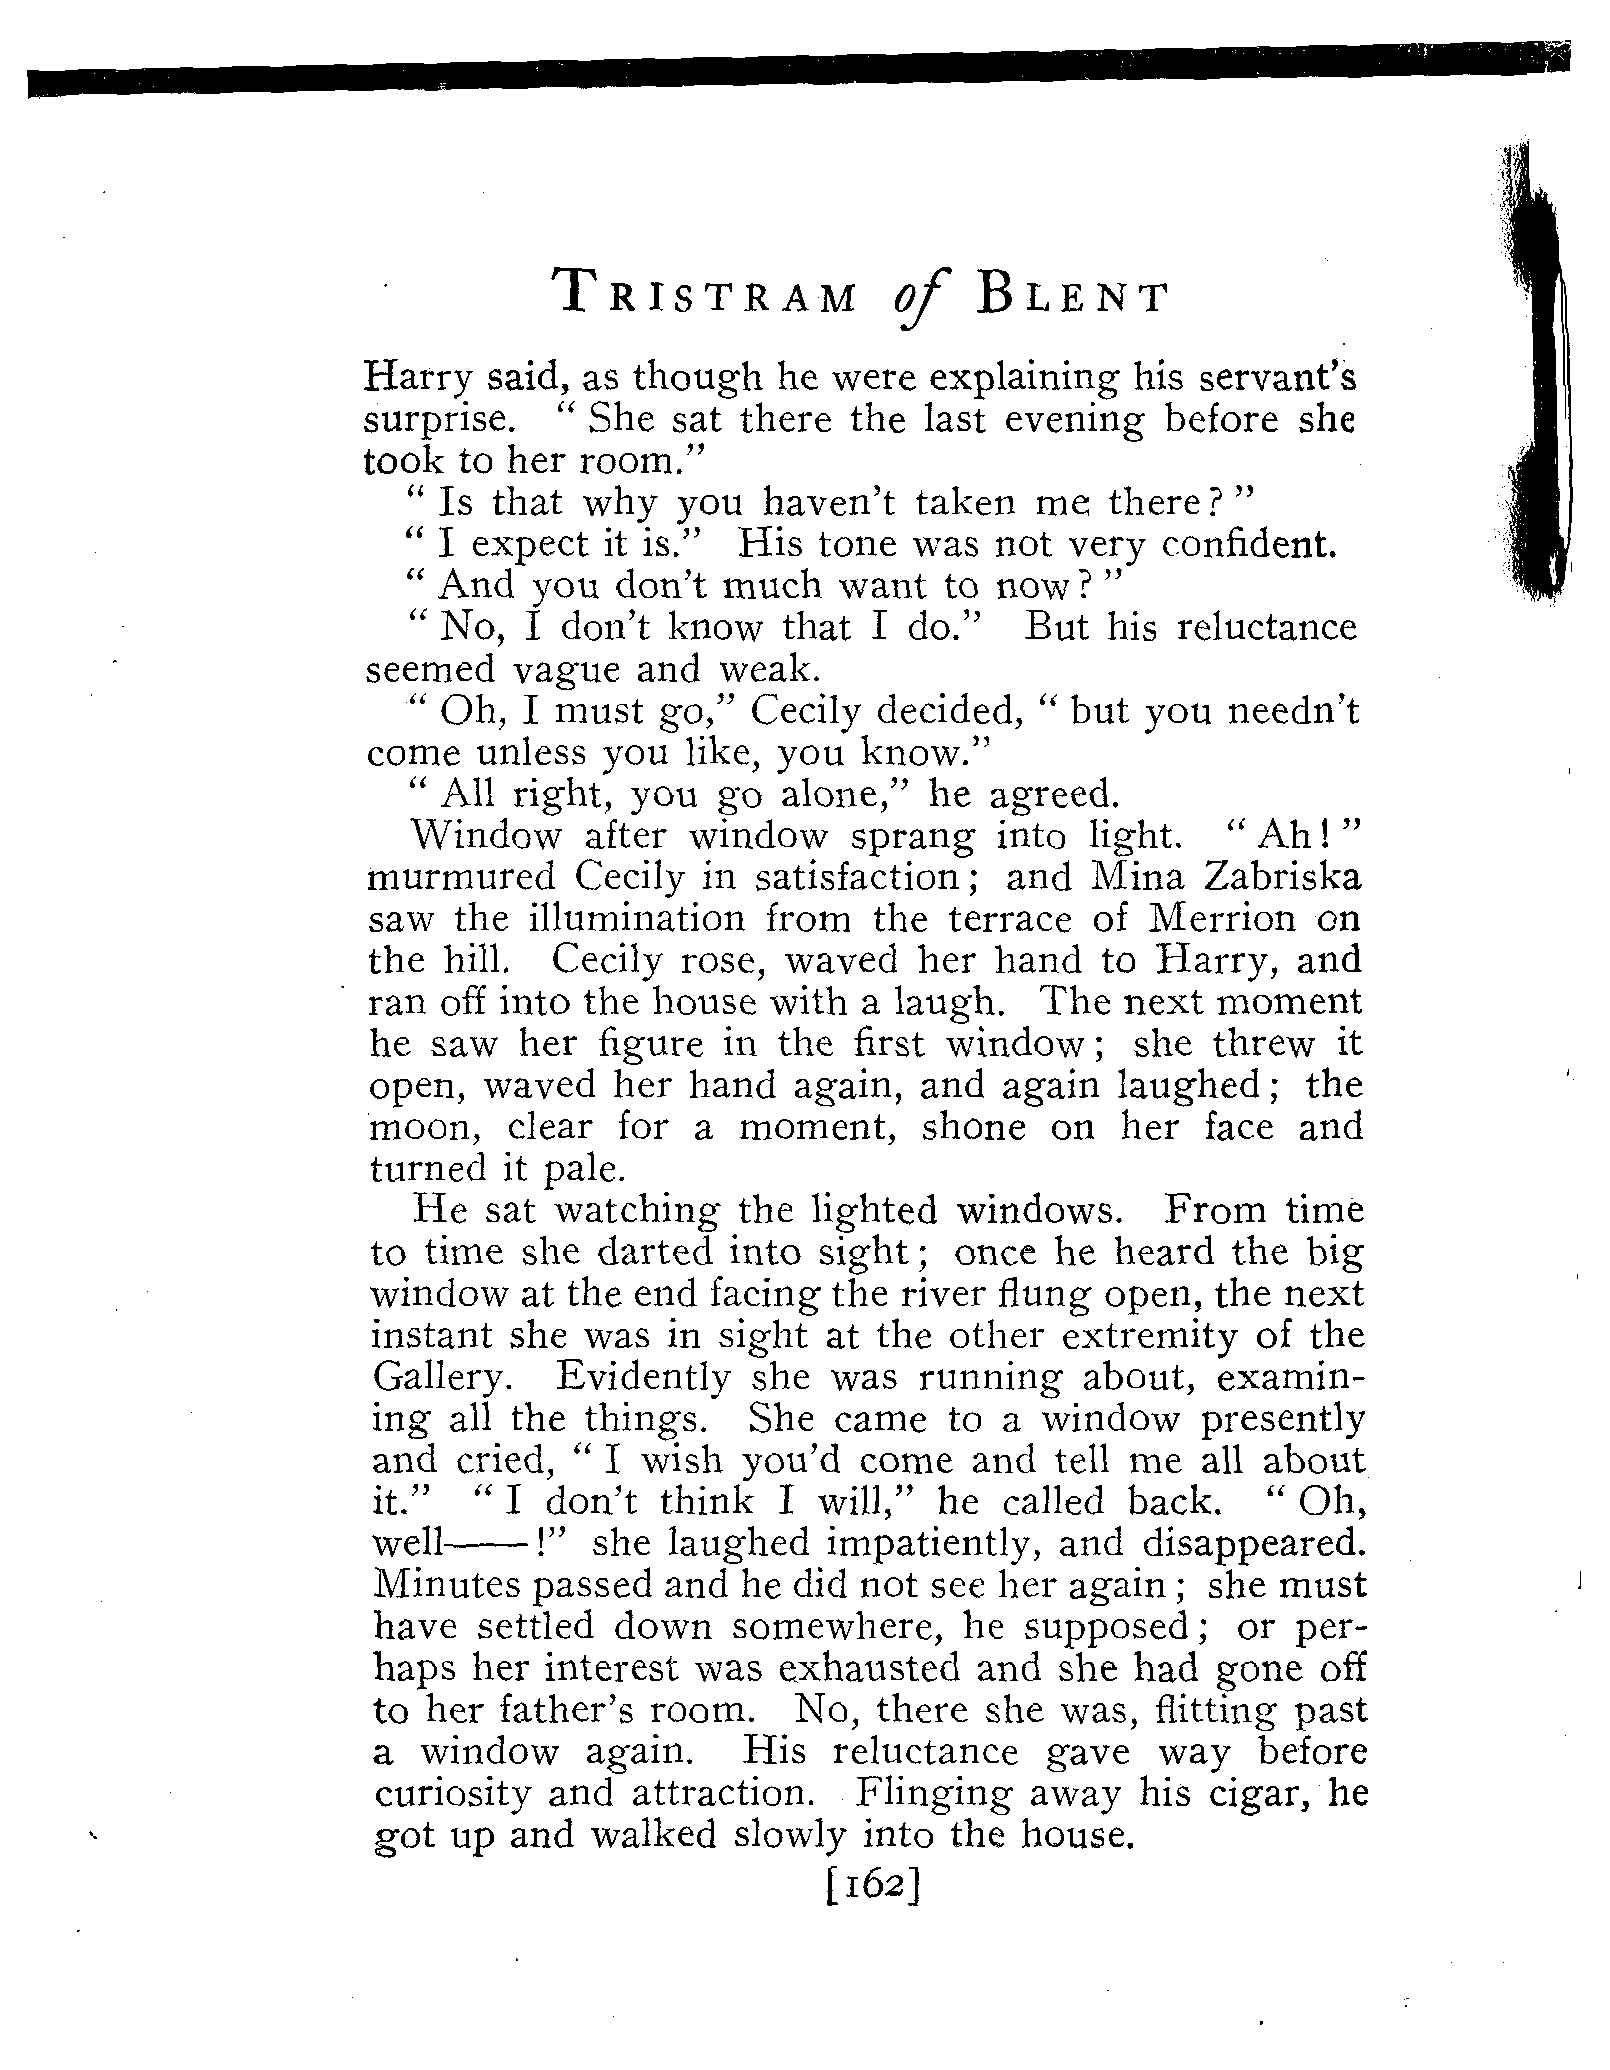 TRISTRAM of BLENT
Harry said, as though he were explaining his servant's
surprise. “ She sat there the last evening before she
took to her room.”
“ Is that why you haven't taken me there? ”
“ I expect it is.” His tone was not very confident.
“ And you don't much want to now? ”
“ No, I don't know that I do.” But his reluctance
seemed vague and weak.
“ Oh, I must go,” Cecily decided, “ but you needn't
come unless you like, you know.”
“ All right, you go alone,” he agreed.
Window after window sprang into light. “ Ah! ”
murmured Cecily in satisfaction; and Mina Zabriska
saw the illumination from the terrace of Merrion on
the hill. Cecily rose, waved her hand to Harry, and
ran off into the house with a laugh. The next moment
he saw her figure in the first window; she threw it
open, waved her hand again, and again laughed; the
moon, clear for a moment, shone on her face and
turned it pale.
He sat watching the lighted windows. From time
to time she darted into sight; once he heard the big
window at the end facing the river flung open, the next
instant she was in sight at the other extremity of the
Gallery. Evidently she was running about, examin-
ing all the things. She came to a window presently
and cried, “ I wish you'd come and tell me all about
it.” “ I don't think I will,” he called back. “ Oh,
well——!” she laughed impatiently, and disappeared.
Minutes passed and he did not see her again; she must
have settled down somewhere, he supposed; or per-
haps her interest was exhausted and she had gone off
to her father's room. No, there she was, flitting past
a window again. His reluctance gave way before
curiosity and attraction. Flinging away his cigar, he
got up and walked slowly into the house.
[162]